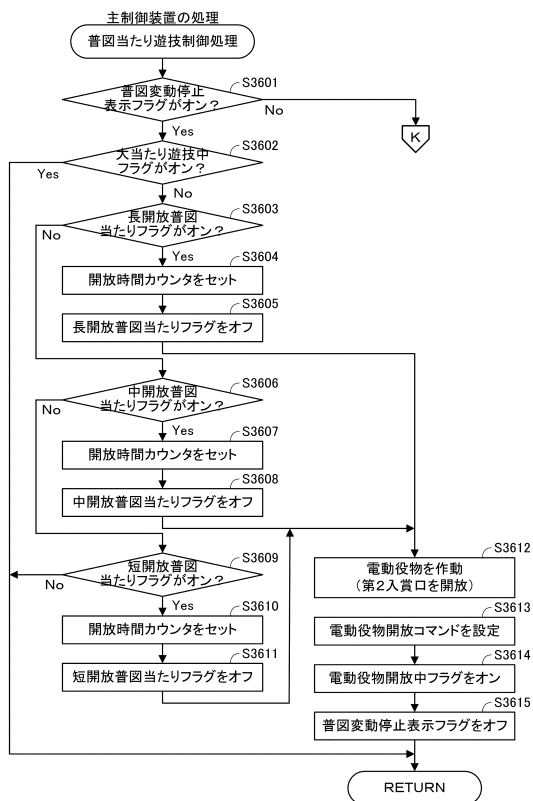 主制御装置の処理
普図当たり遊技制御処理
S3601
普図変動停止
表示フラグがオン？
No
Yes
K
S3602
大当たり遊技中
フラグがオン？
Yes
No
S3603
長開放普図
当たりフラグがオン？
No
Yes
S3604
開放時間カウンタをセット
S3605
長開放普図当たりフラグをオフ
S3606
中開放普図
当たりフラグがオン？
No
Yes
S3607
開放時間カウンタをセット
S3608
中開放普図当たりフラグをオフ
S3609
短開放普図
当たりフラグがオン？
No
Yes
S3610
開放時間カウンタをセット
S3611
短開放普図当たりフラグをオフ
S3612
電動役物を作動
（第２入賞口を開放）
S3613
電動役物開放コマンドを設定
S3614
電動役物開放中フラグをオン
S3615
普図変動停止表示フラグをオフ
RETURN